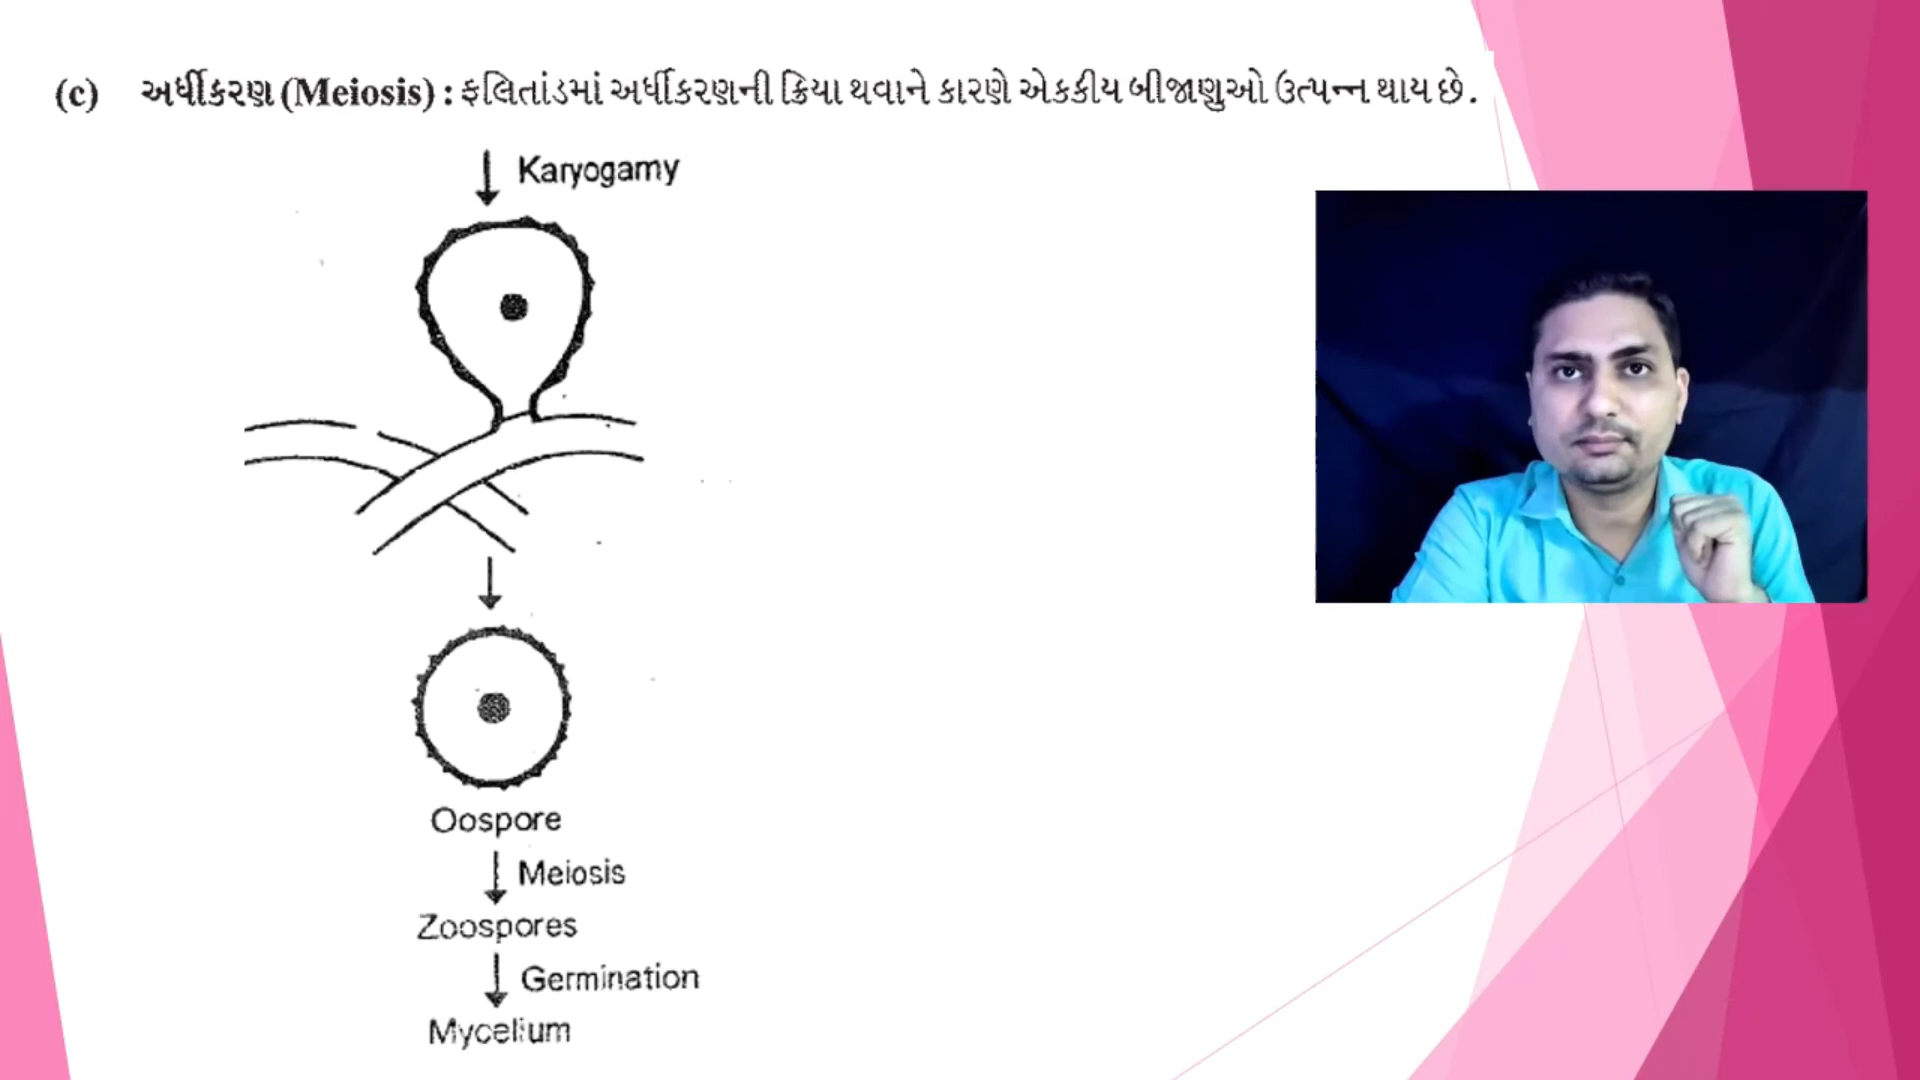 (c) અર્ધીકરણ (Meiosis) : ફલિતાંડમાં અર્ધીકરણની ક્રિયા થવાને કારણે એકકીય બીજાણુઓ ઉત્પન્ન થાય છે.
Karyogamy
Oospore
Meiosis
Zoospores
Germination
Mycelium